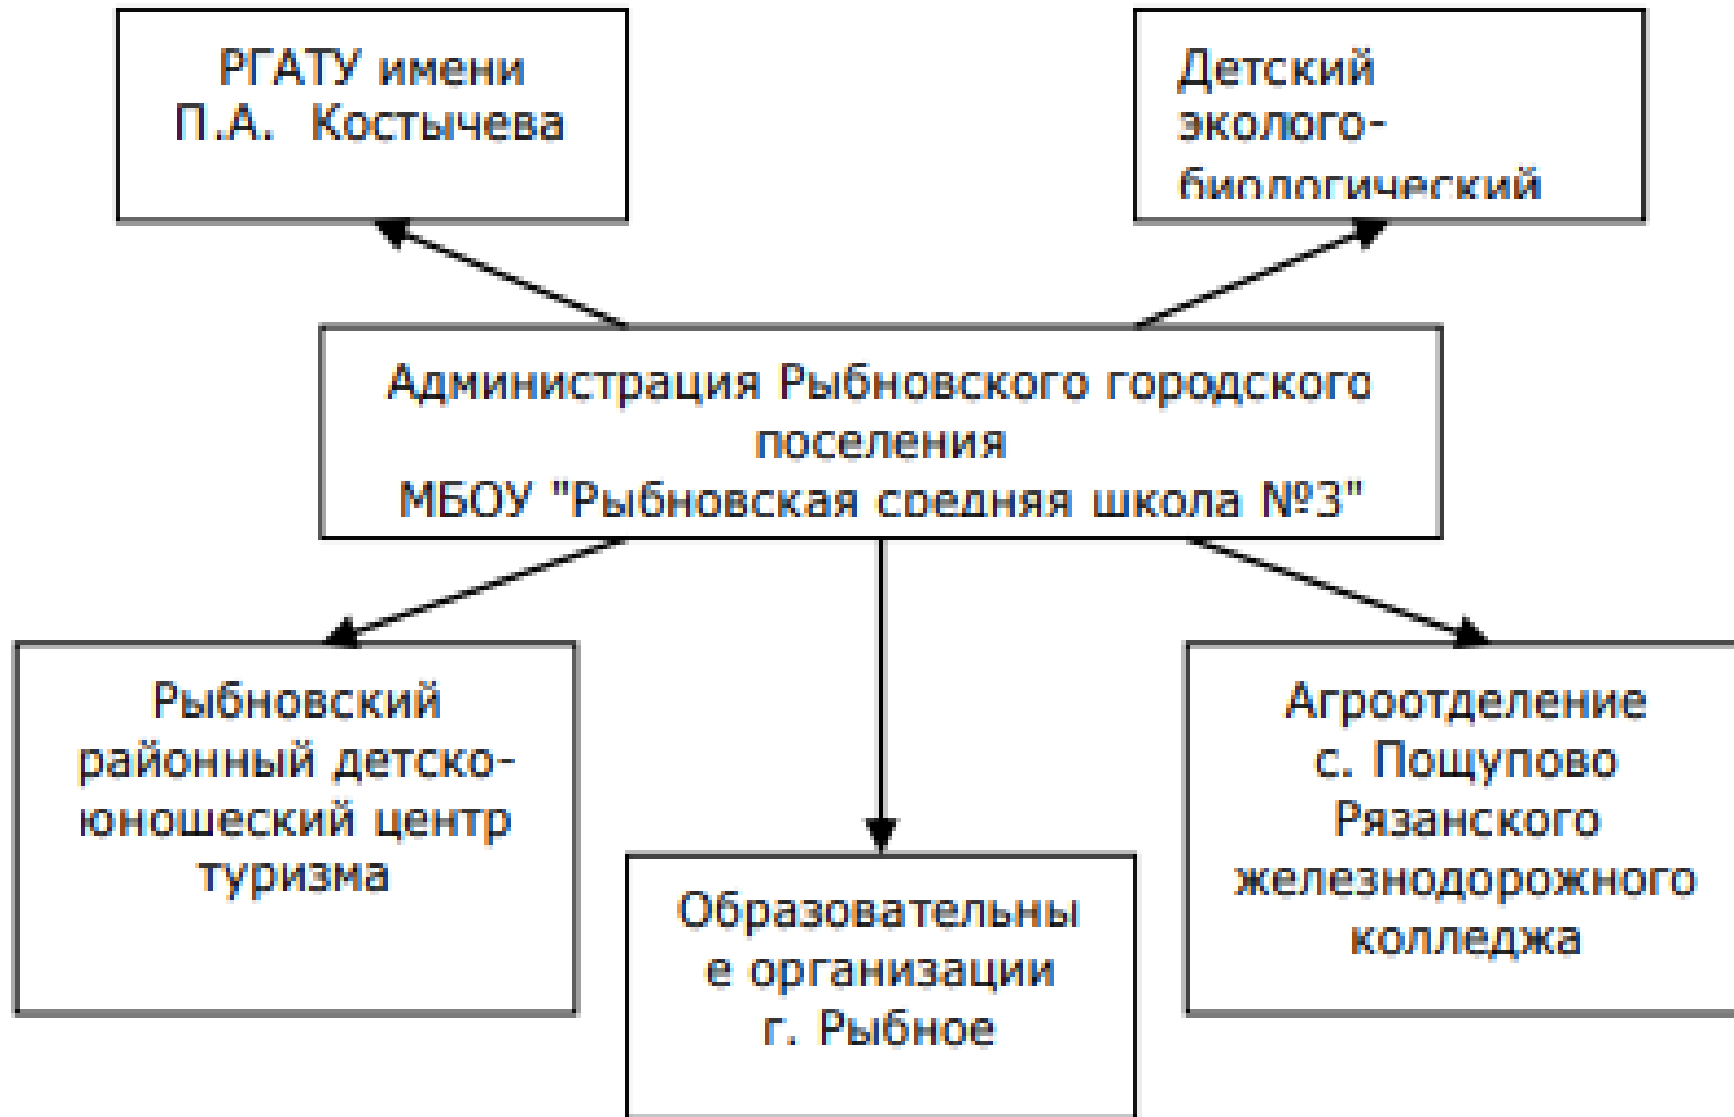 РГАТУ имени
П.А. Костычева
Детский
эколого-
биологический
Администрация Рыбновского городского
поселения
МБОУ "Рыбновская средняя школа №3"
Рыбновский
районный детско-
юношеский центр
туризма
Образовательны
е организации
г. Рыбное
Агроотделение
с. Пощупово
Рязанского
железнодорожного
колледжа